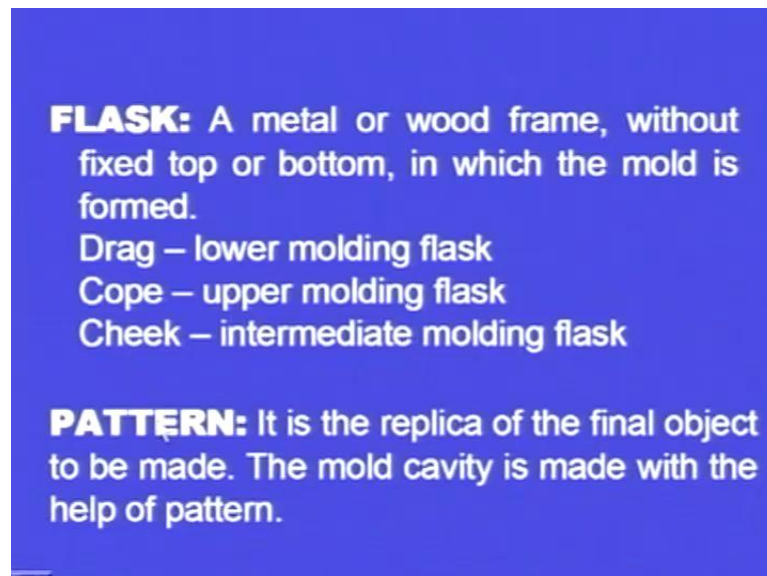 FLASK: A metal or wood frame, without
fixed top or bottom, in which the mold is
formed.
Drag – lower molding flask
Cope – upper molding flask
Cheek – intermediate molding flask
PATTERN: It is the replica of the final object
to be made. The mold cavity is made with the
help of pattern.